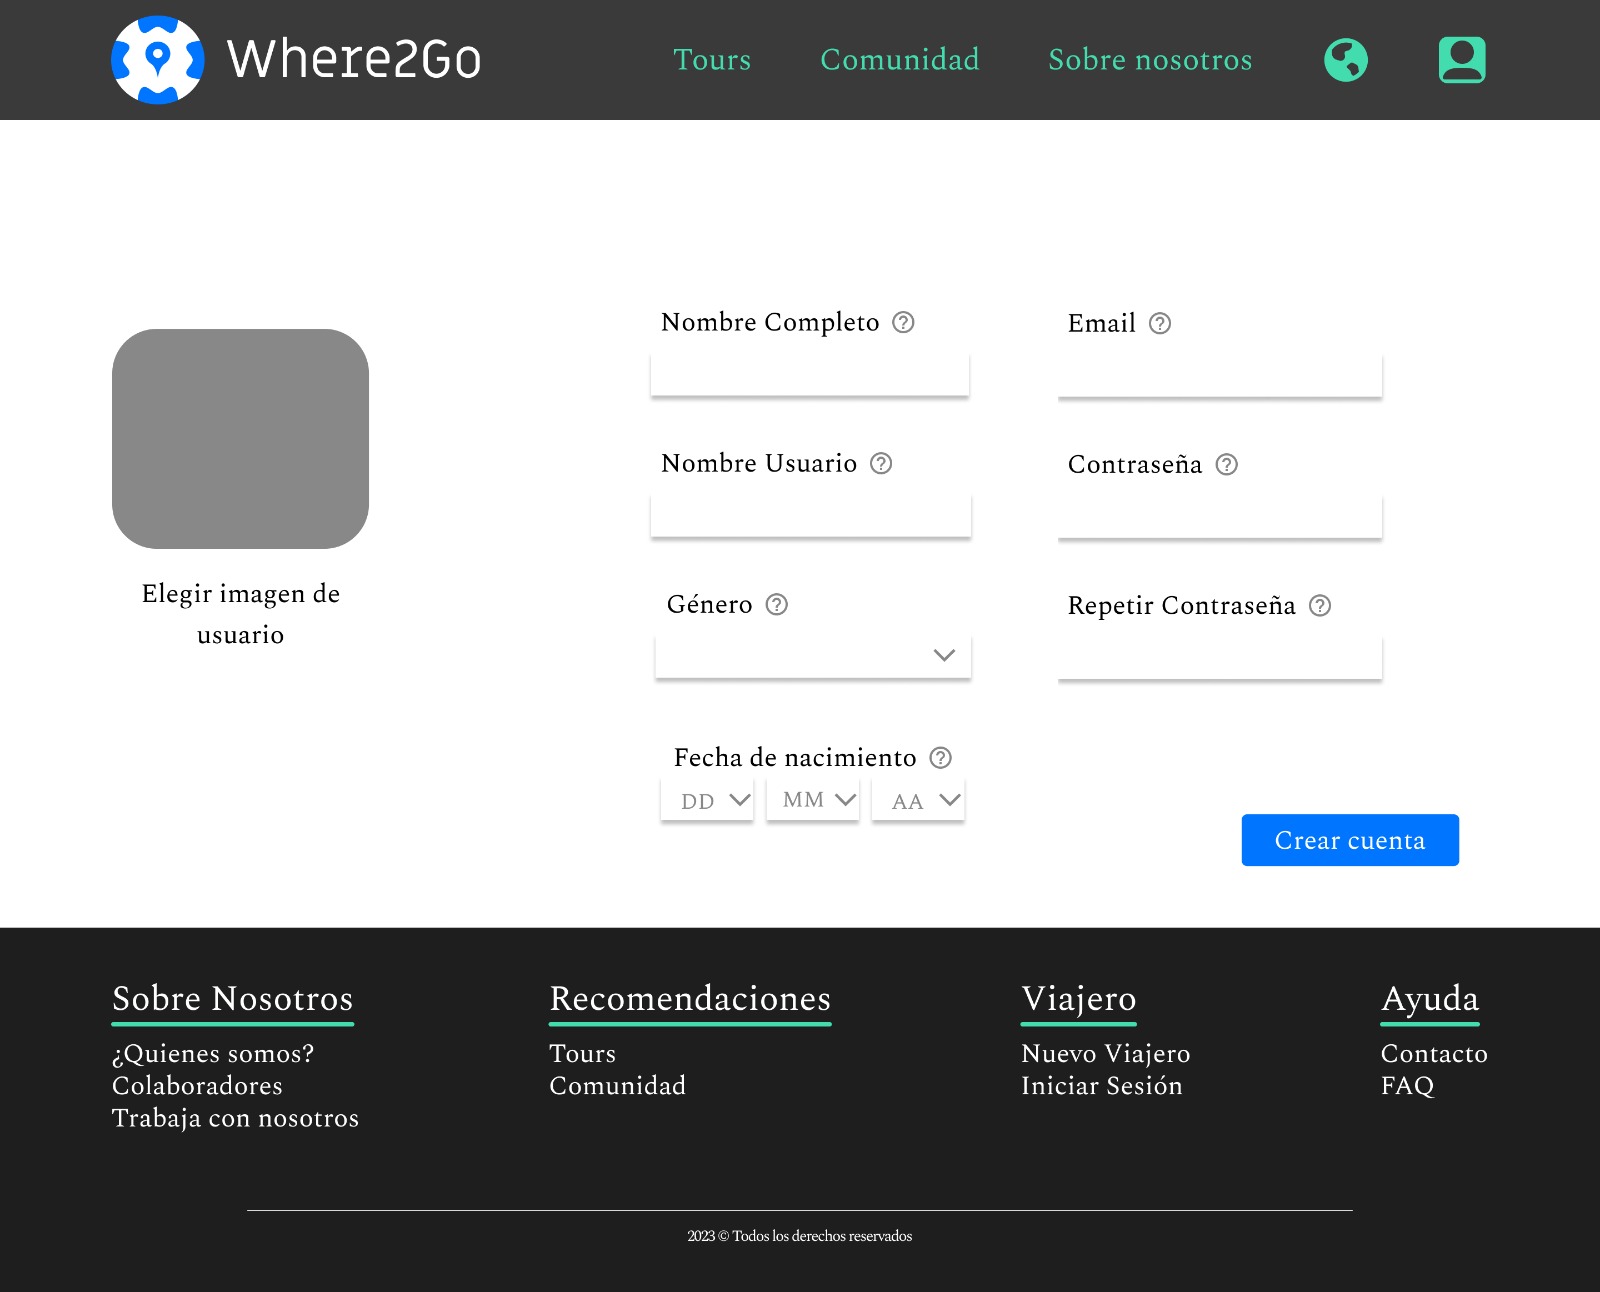 Where2Go
Tours
Comunidad
Sobre nosotros
Nombre Completo
Email
Nombre Usuario
Contraseña
Elegir imagen de
usuario
Género
Repetir Contraseña
Fecha de nacimiento
DD
MM
AA
Crear cuenta
Sobre Nosotros
¿Quienes somos?
Colaboradores
Trabaja con nosotros
Recomendaciones
Tours
Comunidad
Viajero
Nuevo Viajero
Iniciar Sesión
Ayuda
Contacto
FAQ
2023 © Todos los derechos reservados